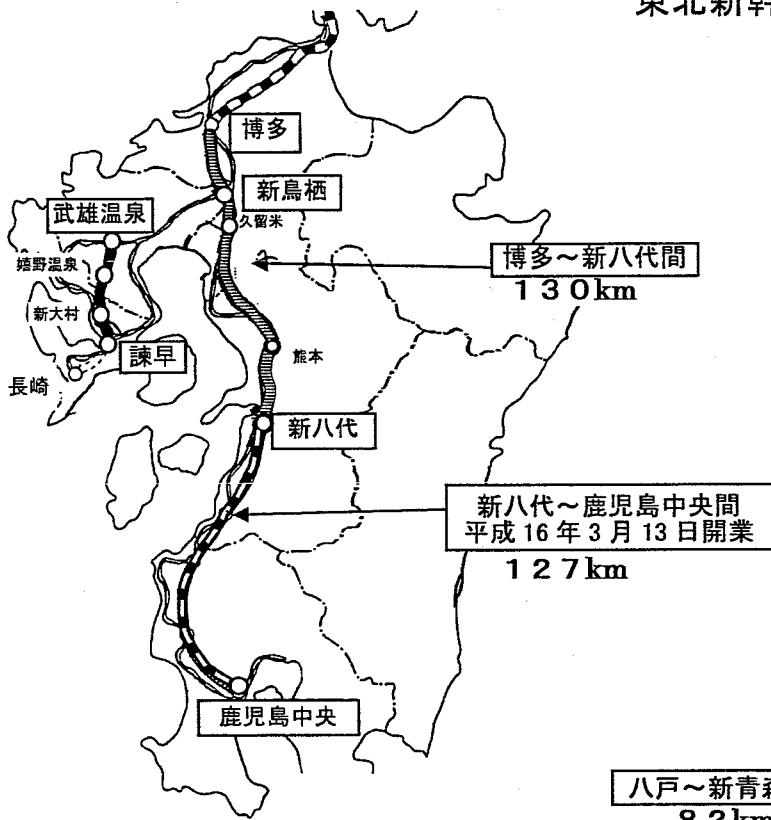 東北新幹
博多
新鳥栖
武雄温泉
久留米
嬉野温泉
博多～新八代間
130km
新大村
諫早
熊本
長崎
新八代
新八代～鹿児島中央間
平成16年3月13日開業
127km
鹿児島中央
八戸～新青森
82km